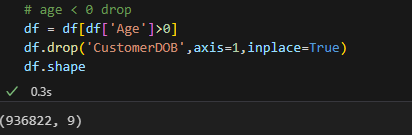 # age < 0 drop
df = df[df['Age']>0]
df.drop('CustomerDOB',axis=1,inplace=True)
df.shape
0.3s
(936822, 9)